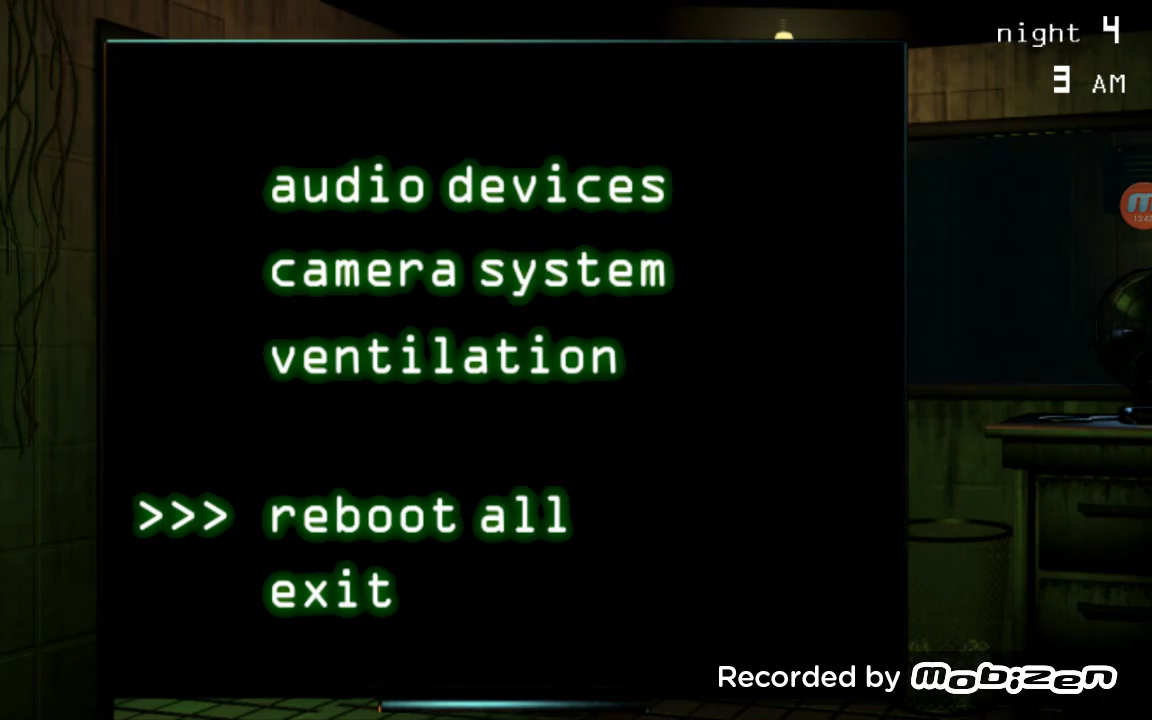 night 4
3 AM
audio devices
camera system
ventilation
>>> reboot all
exit
Recorded by mobizen